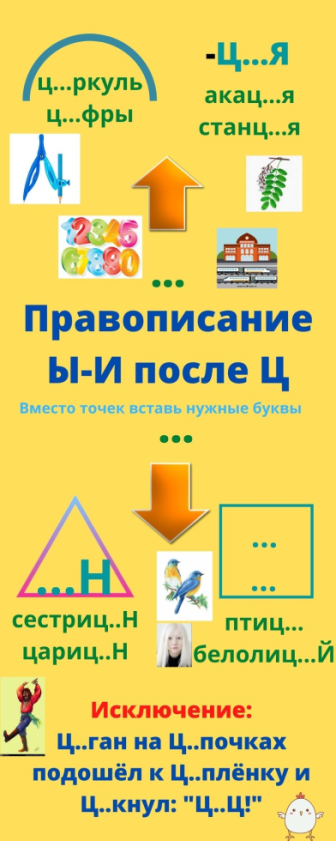 ц...ркуль
ц...фры
-Ц...Я
акац...я
станц...я
...
Правописание
Ы-И после Ц
Вместо точек вставь нужные буквы
...
...Н
сестриц..Н
цариц..Н
...
...
птиц...
белолиц...Й
Исключение:
Ц..ган на Ц..почках
подошёл к Ц..плёнку и
Ц..кнул: "Ц..Ц!"